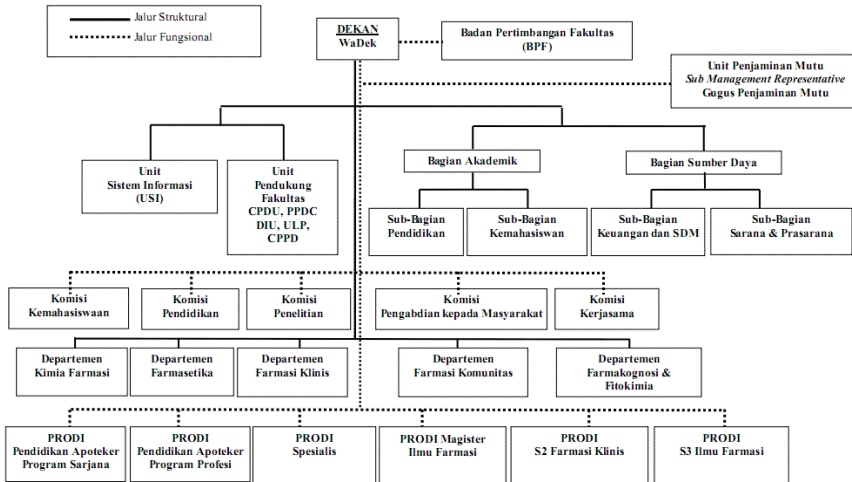 Jalur Struktural
Jalur Fungsional
DEKAN
WaDek
Badan Pertimbangan Fakultas
(BPF)
Unit Penjaminan Mutu
Sub Management Representative
Gugus Penjaminan Mutu
Unit
Sistem Informasi
(USI)
Unit
Pendukung
Fakultas
CPDU, PPDC
DIU, ULP,
CPPD
Bagian Akademik
Bagian Sumber Daya
Sub-Bagian
Pendidikan
Sub-Bagian
Kemahasiswan
Sub-Bagian
Keuangan dan SDM
Sub-Bagian
Sarana & Prasarana
Komisi
Kemahasiswaan
Komisi
Pendidikan
Komisi
Penelitian
Komisi
Pengabdian kepada Masyarakat
Komisi
Kerjasama
Departemen
Kimia Farmasi
Departemen
Farmasetika
Departemen
Farmasi Klinis
Departemen
Farmasi Komunitas
Departemen
Farmakognosi &
Fitokimia
PRODI
Pendidikan Apoteker
Program Sarjana
PRODI
Pendidikan Apoteker
Program Profesi
PRODI
Spesialis
PRODI Magister
Ilmu Farmasi
PRODI
S2 Farmasi Klinis
PRODI
S3 Ilmu Farmasi